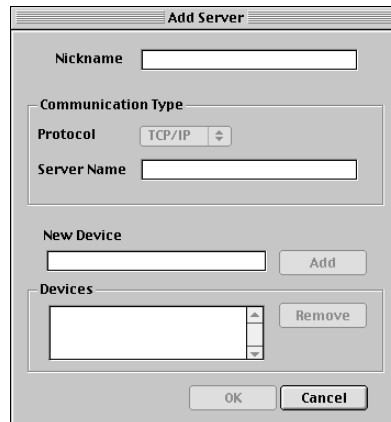 Add Server
Nickname
Communication Type
Protocol TCP/IP
Server Name
New Device
Add
Devices
Remove
OK Cancel